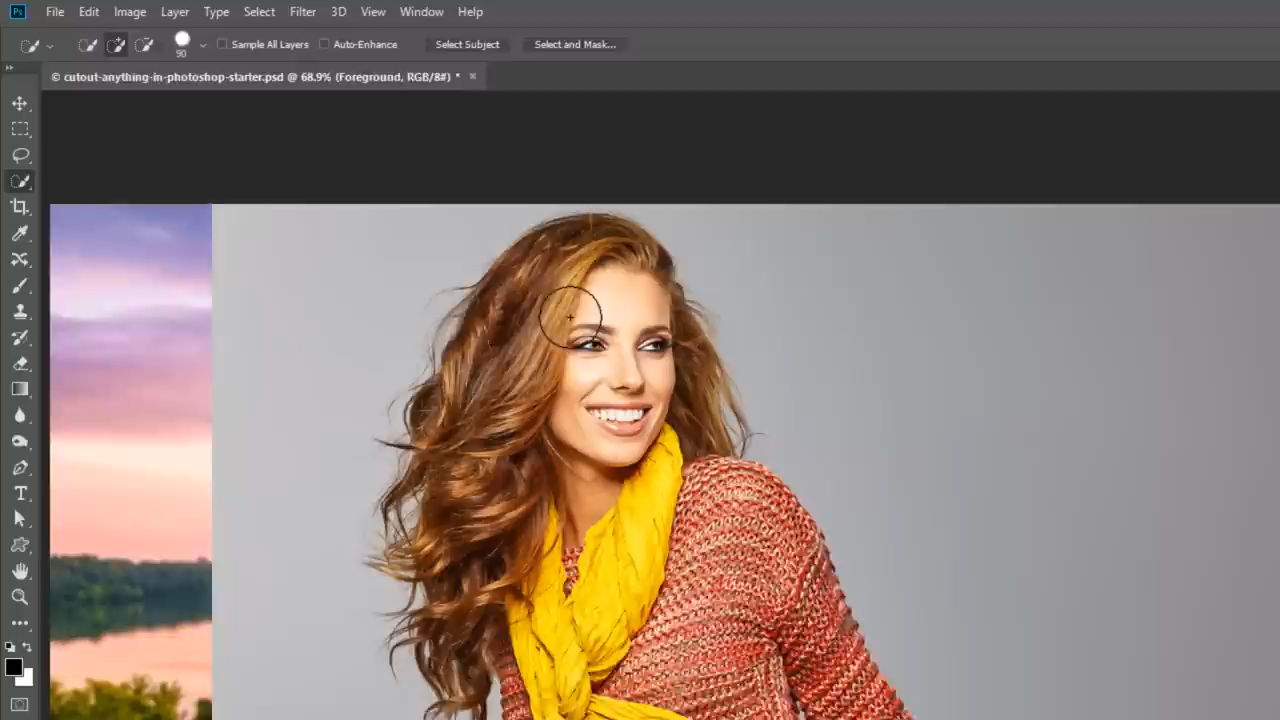 Ps File Edit Image Layer Type Select Filter 3D View Window Help
90 Sample All Layers Auto-Enhance Select Subject Select and Mask...
© cutout-anything-in-photoshop-starter.psd @ 68.9% (Foreground, RGB/8#) * ×
T